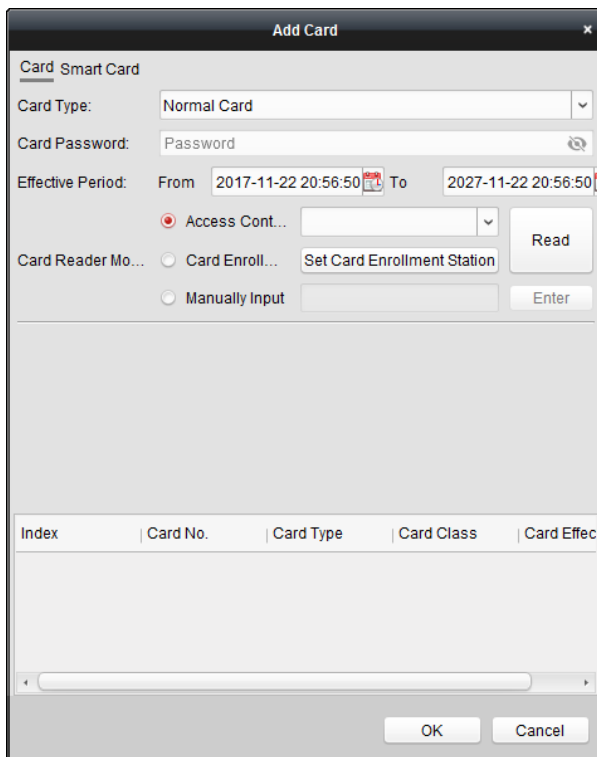 Add Card
Card Smart Card
Card Type: Normal Card
Card Password: Password
Effective Period: From 2017-11-22 20:56:50 To 2027-11-22 20:56:50
Access Cont...
Read
Card Reader Mo... Card Enroll... Set Card Enrollment Station
Manually Input Enter
Index Card No. Card Type Card Class Card Effec
OK Cancel